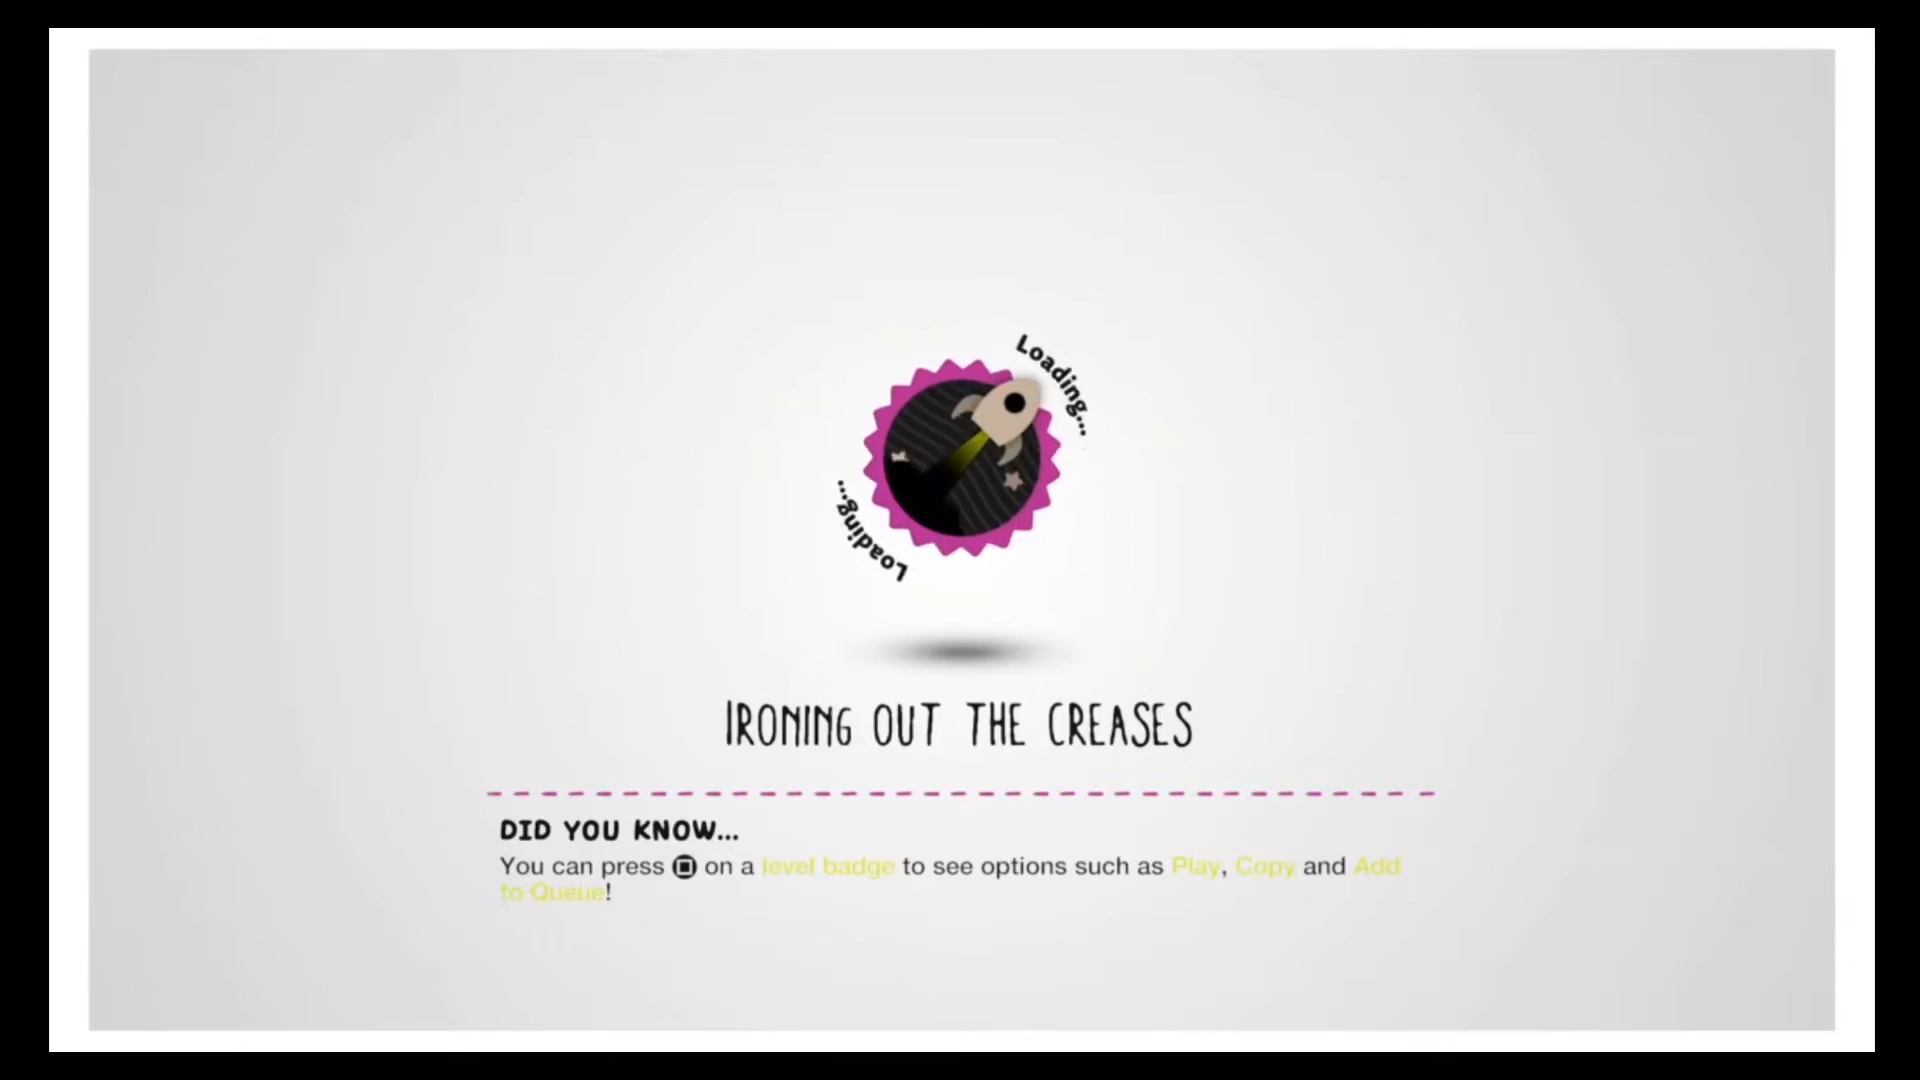 Loading...
Loading...
IRONING OUT THE CREASES
DID YOU KNOW...
You can press on a level badge to see options such as Play, Copy and Add
to Queue!